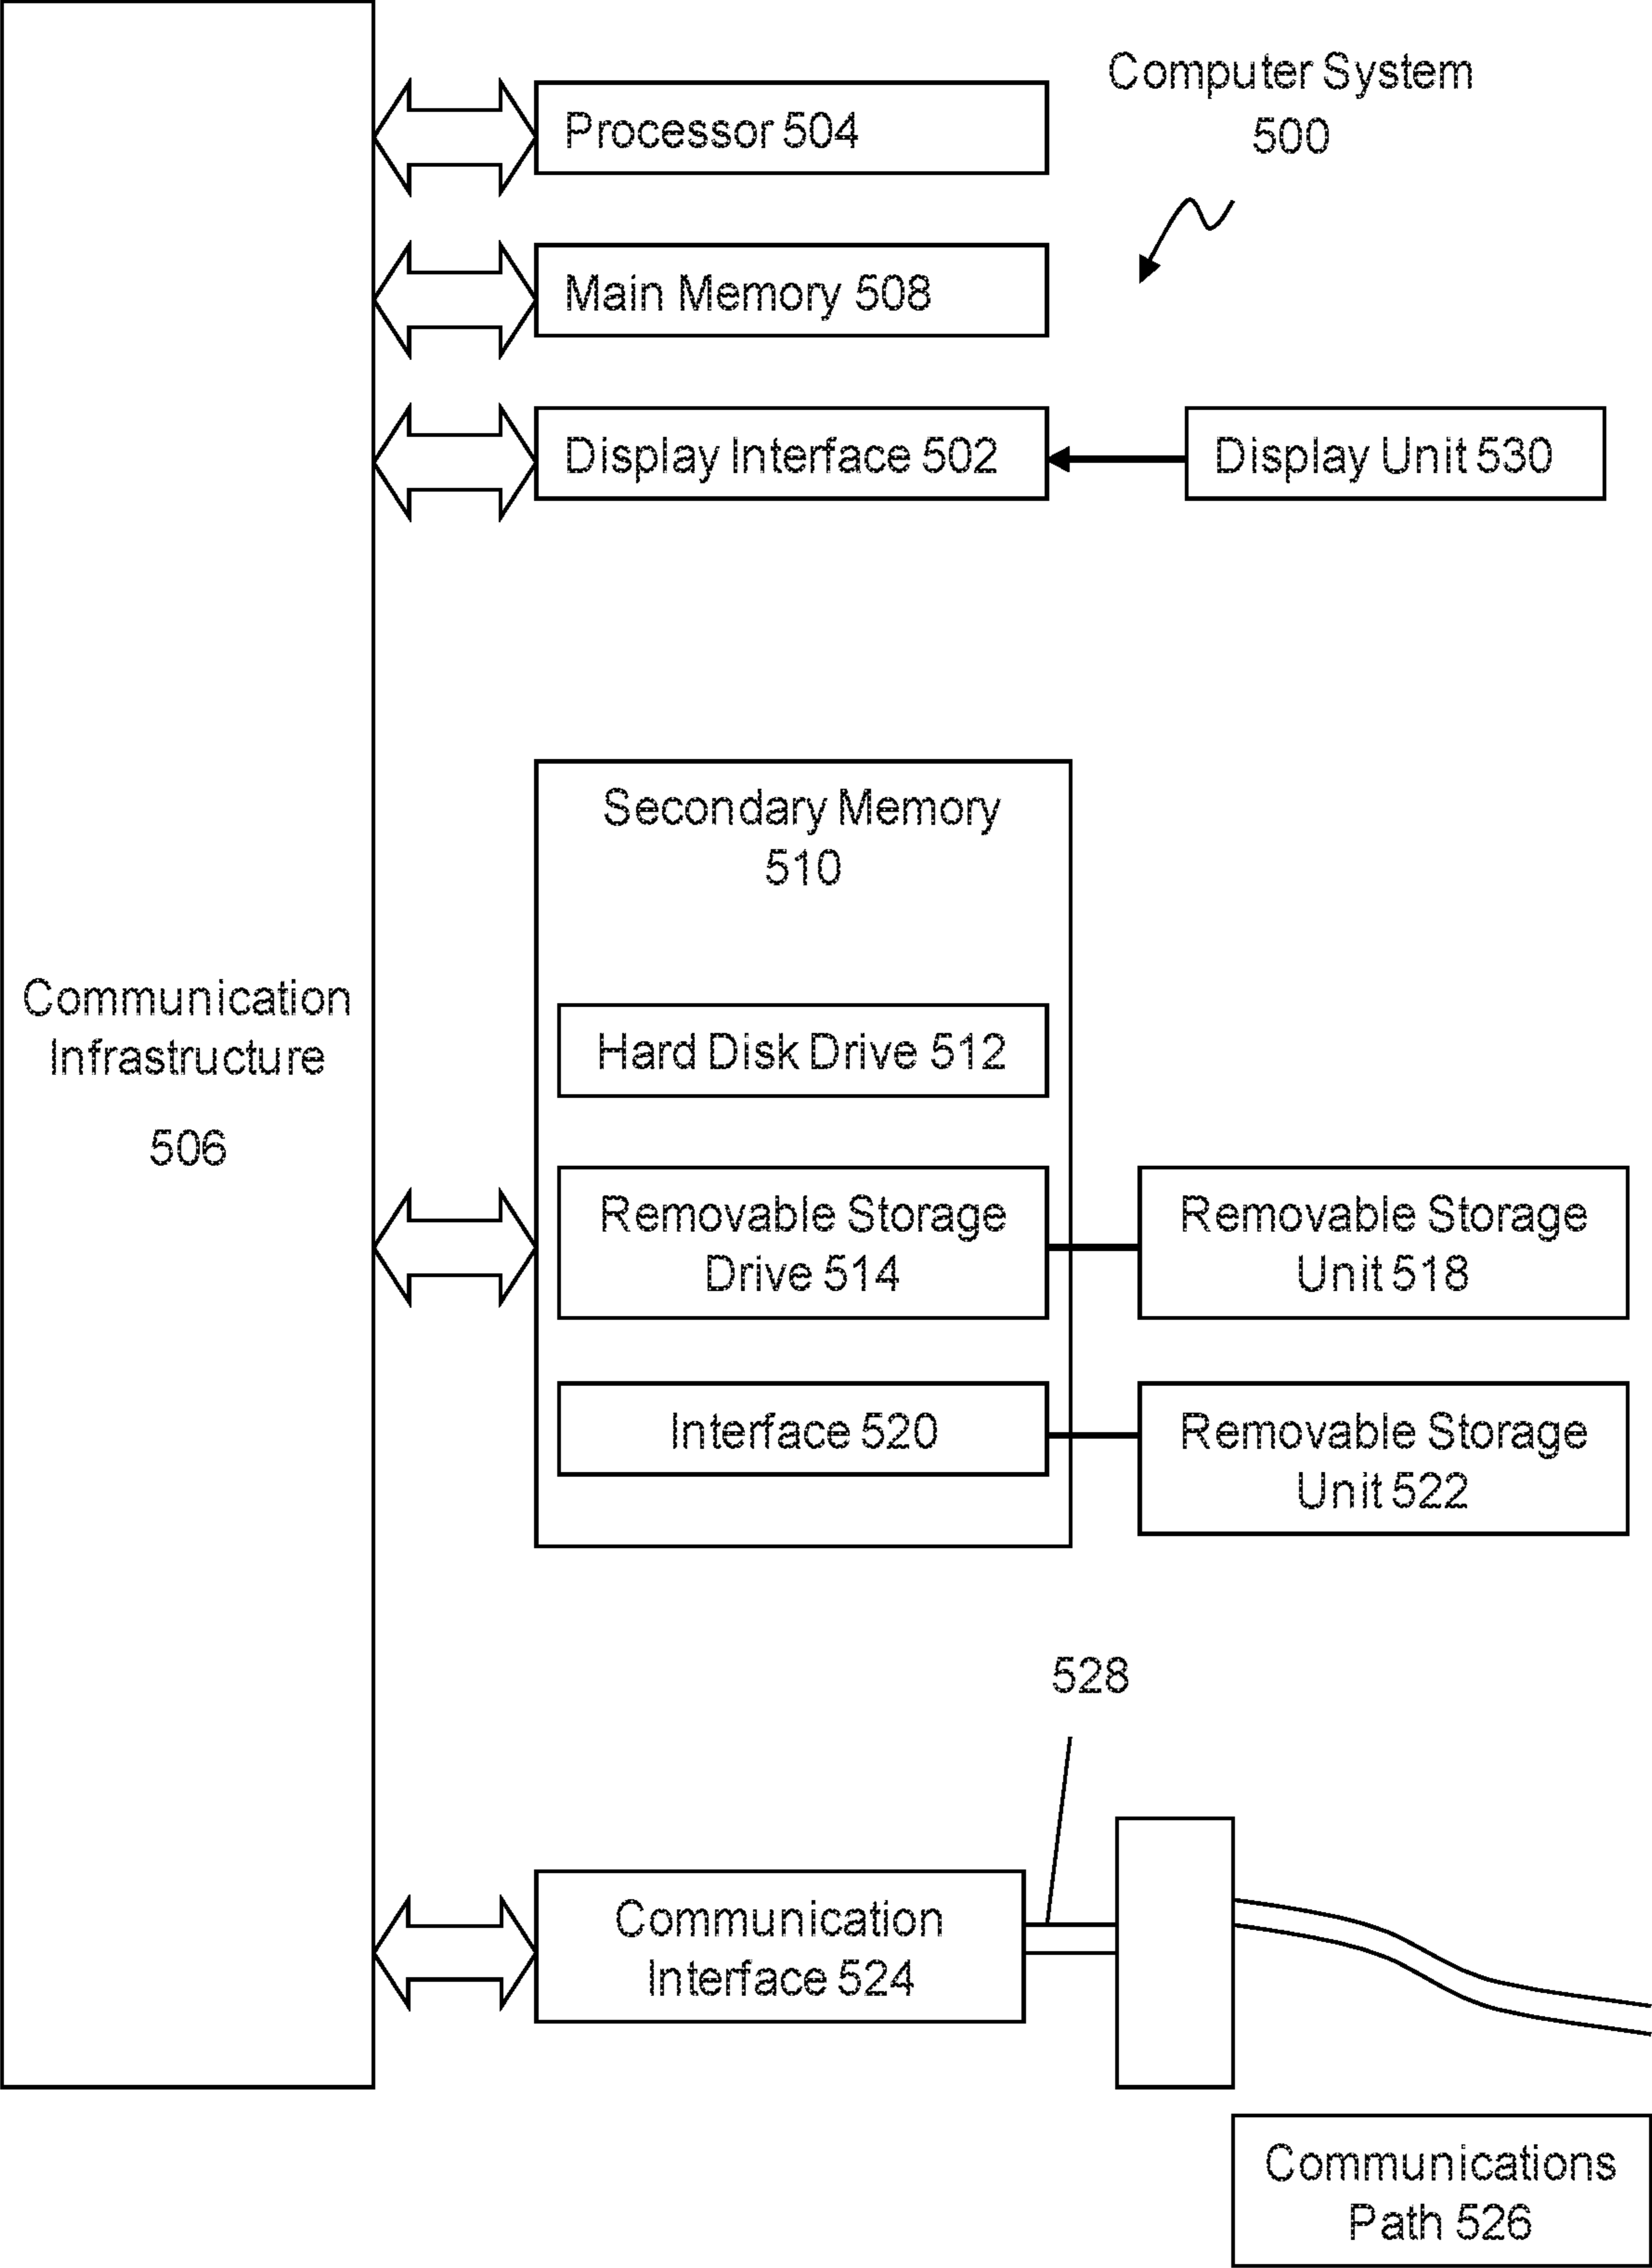 Computer System
500
Processor 504
Main Memory 508
Display Interface 502
Display Unit 530
Secondary Memory
510
Communication
Infrastructure
506
Hard Disk Drive 512
Removable Storage
Drive 514
Removable Storage
Unit 518
Interface 520
Removable Storage
Unit 522
528
Communication
Interface 524
Communications
Path 526